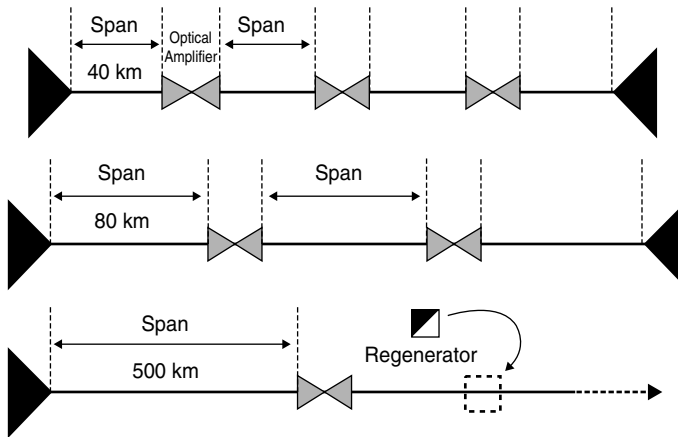 Span
Optical
Amplifier
Span
40 km
Span
Span
80 km
Span
Regenerator
500 km